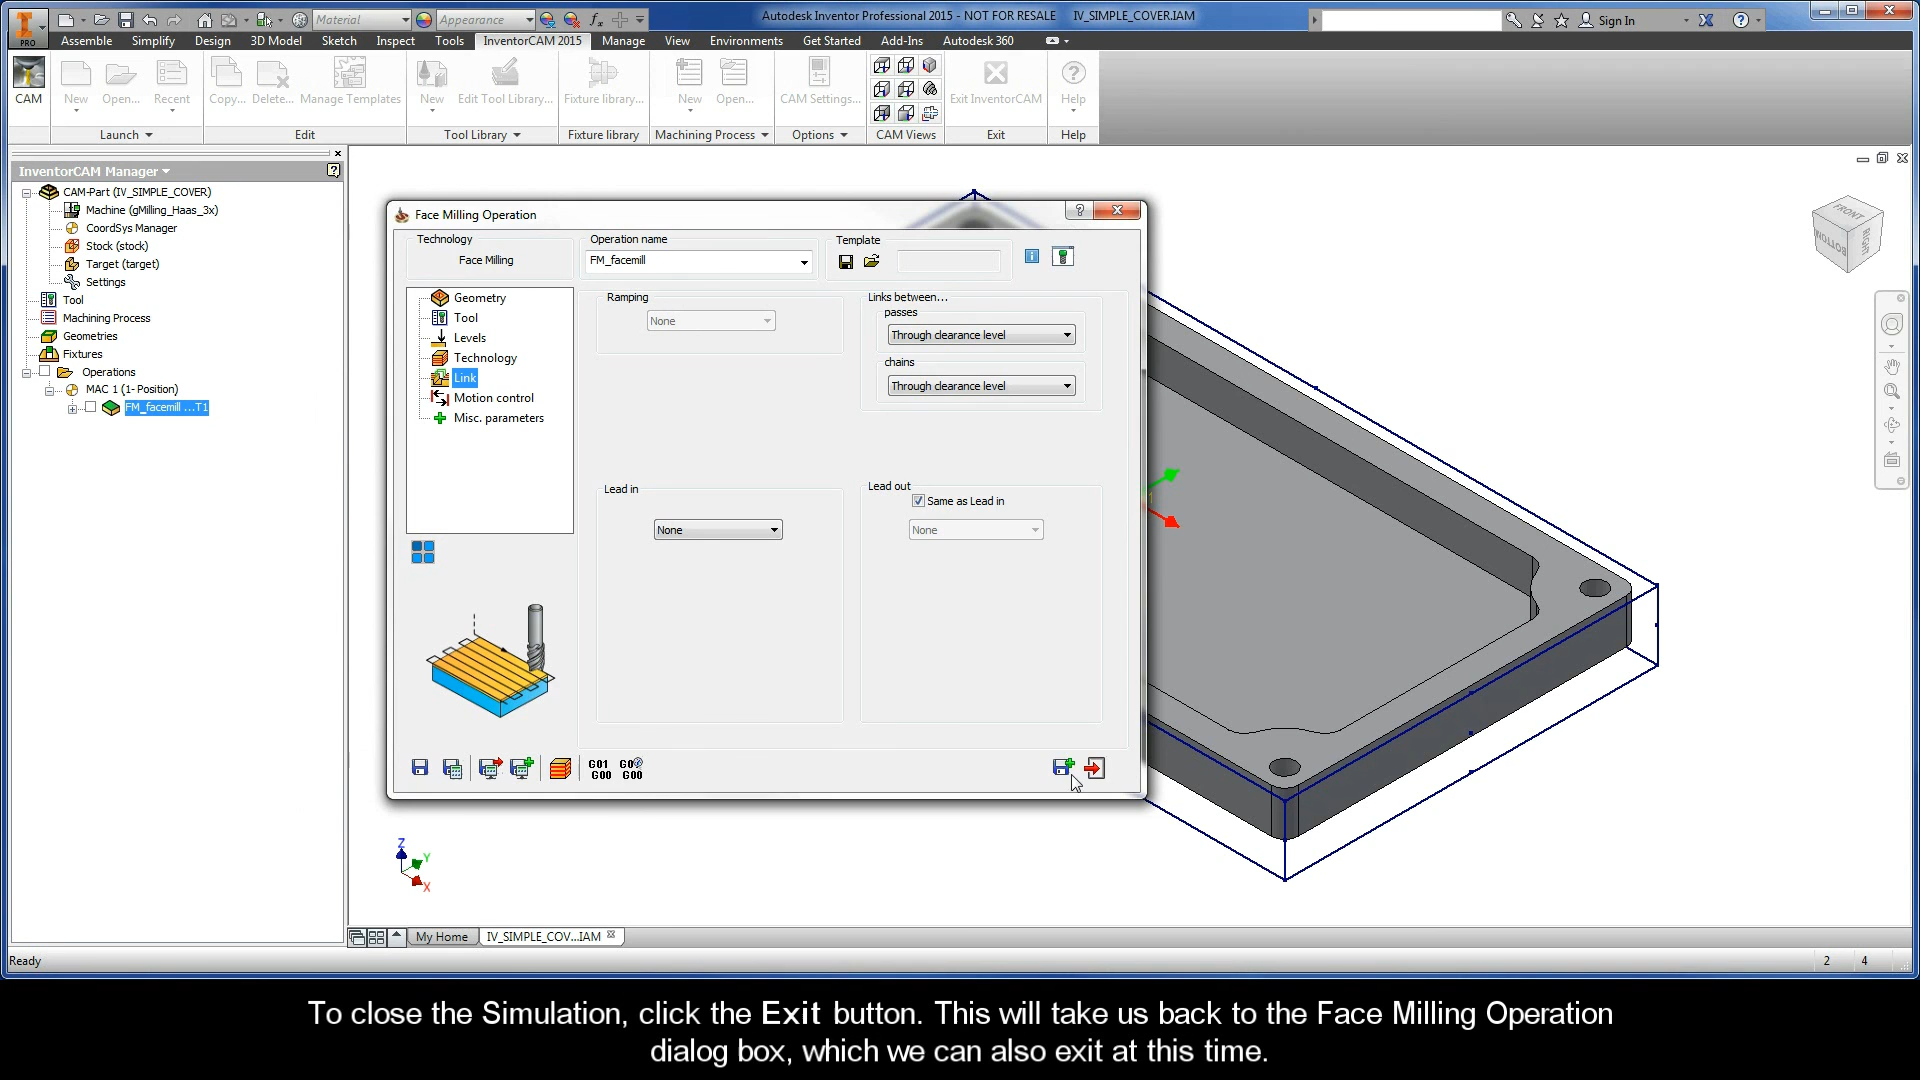 Material
Appearance
Autodesk Inventor Professional 2015 - NOT FOR RESALE IV_SIMPLE_COVER.IAM
Sign In
PRO
Assemble Simplify Design 3D Model Sketch Inspect Tools InventorCAM 2015 Manage View Environments Get Started Add-Ins Autodesk 360
CAM New Open... Recent Copy... Delete... Manage Templates New Edit Tool Library... Fixture library... New Open... CAM Settings... Exit InventorCAM Help
Launch Edit Tool Library Fixture library Machining Process Options CAM Views Exit Help
InventorCAM Manager
CAM-Part (IV_SIMPLE_COVER)
Machine (gMilling_Haas_3x)
CoordSys Manager
Stock (stock)
Target (target)
Settings
Tool
Machining Process
Geometries
Fixtures
Operations
MAC 1 (1- Position)
FM_facemill ...T1
Face Milling Operation
Technology
Face Milling
Operation name
FM_facemill
Template
Geometry
Tool
Levels
Technology
Link
Motion control
Misc. parameters
Ramping
None
Links between...
passes
Through clearance level
chains
Through clearance level
Lead in
None
Lead out
Same as Lead in
None
G01 G0
G00 G00
FRONT
BOTTOM
RIGHT
1
Z
Y
X
My Home IV_SIMPLE_COV...IAM
Ready
2 4
To close the Simulation, click the Exit button. This will take us back to the Face Milling Operation
dialog box, which we can also exit at this time.